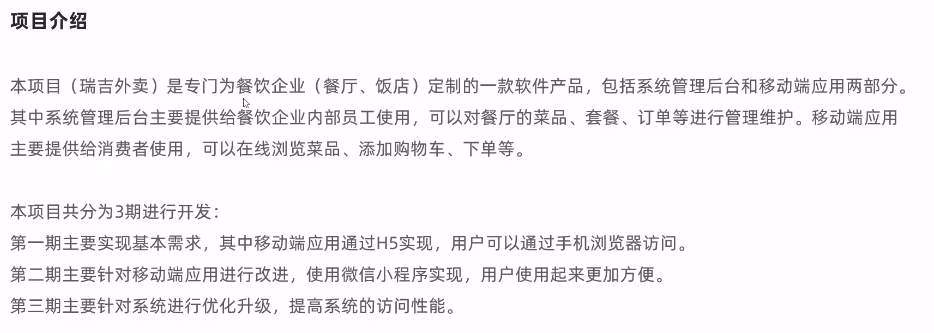 项目介绍
本项目（瑞吉外卖）是专门为餐饮企业（餐厅、饭店）定制的一款软件产品，包括系统管理后台和移动端应用两部分。
其中系统管理后台主要提供给餐饮企业内部员工使用，可以对餐厅的菜品、套餐、订单等进行管理维护。移动端应用
主要提供给消费者使用，可以在线浏览菜品、添加购物车、下单等。
本项目共分为3期进行开发：
第一期主要实现基本需求，其中移动端应用通过H5实现，用户可以通过手机浏览器访问。
第二期主要针对移动端应用进行改进，使用微信小程序实现，用户使用起来更加方便。
第三期主要针对系统进行优化升级，提高系统的访问性能。